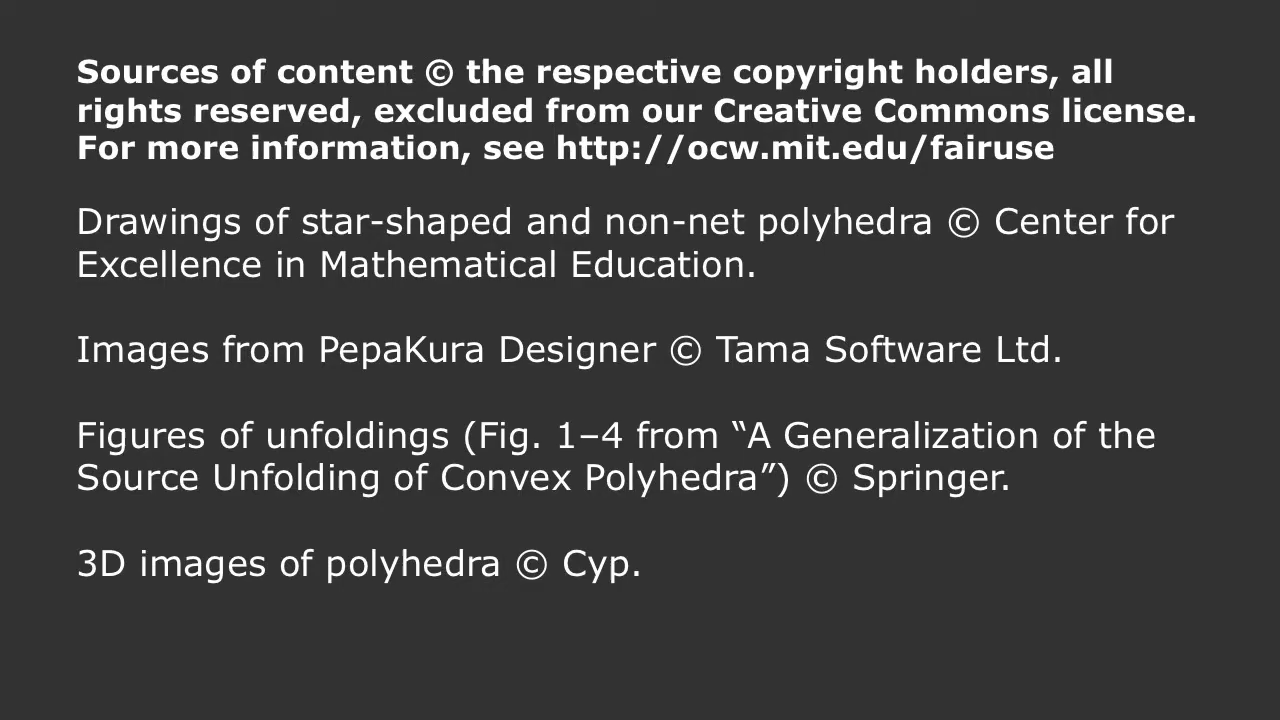 Sources of content © the respective copyright holders, all
rights reserved, excluded from our Creative Commons license.
For more information, see http://ocw.mit.edu/fairuse
Drawings of star-shaped and non-net polyhedra © Center for
Excellence in Mathematical Education.
Images from PepaKura Designer © Tama Software Ltd.
Figures of unfoldings (Fig. 1–4 from “A Generalization of the
Source Unfolding of Convex Polyhedra”) © Springer.
3D images of polyhedra © Cyp.